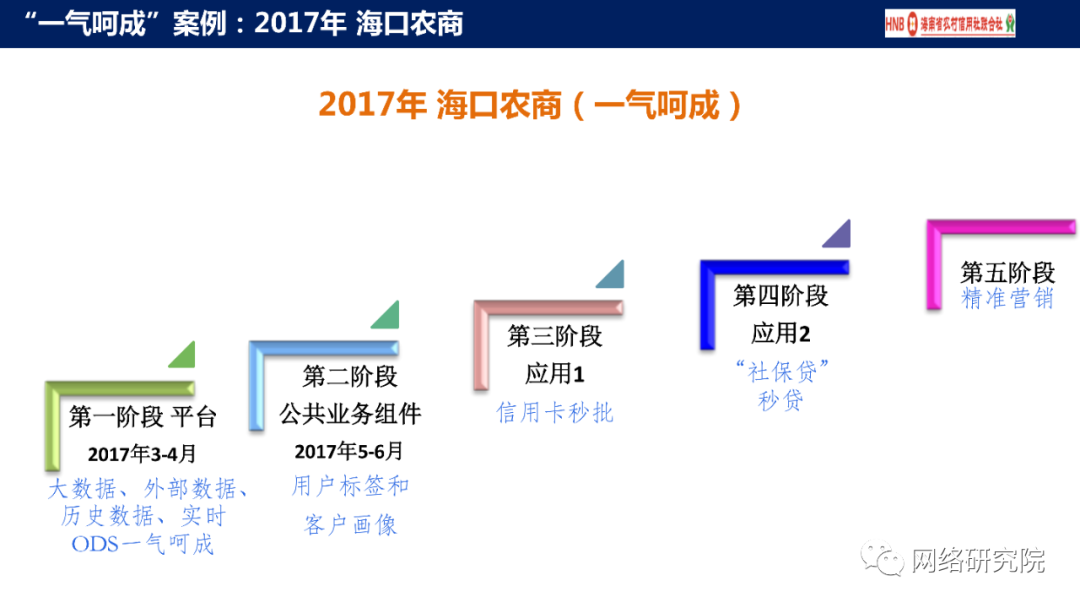 “一气呵成”案例：2017年 海口农商
HNB 海南省农村信用社联合社
2017年 海口农商（一气呵成）
第一阶段 平台
2017年3-4月
大数据、外部数据、
历史数据、实时
ODS一气呵成
第二阶段
公共业务组件
2017年5-6月
用户标签和
客户画像
第三阶段
应用1
信用卡秒批
第四阶段
应用2
“社保贷”
秒贷
第五阶段
精准营销
网络研究院